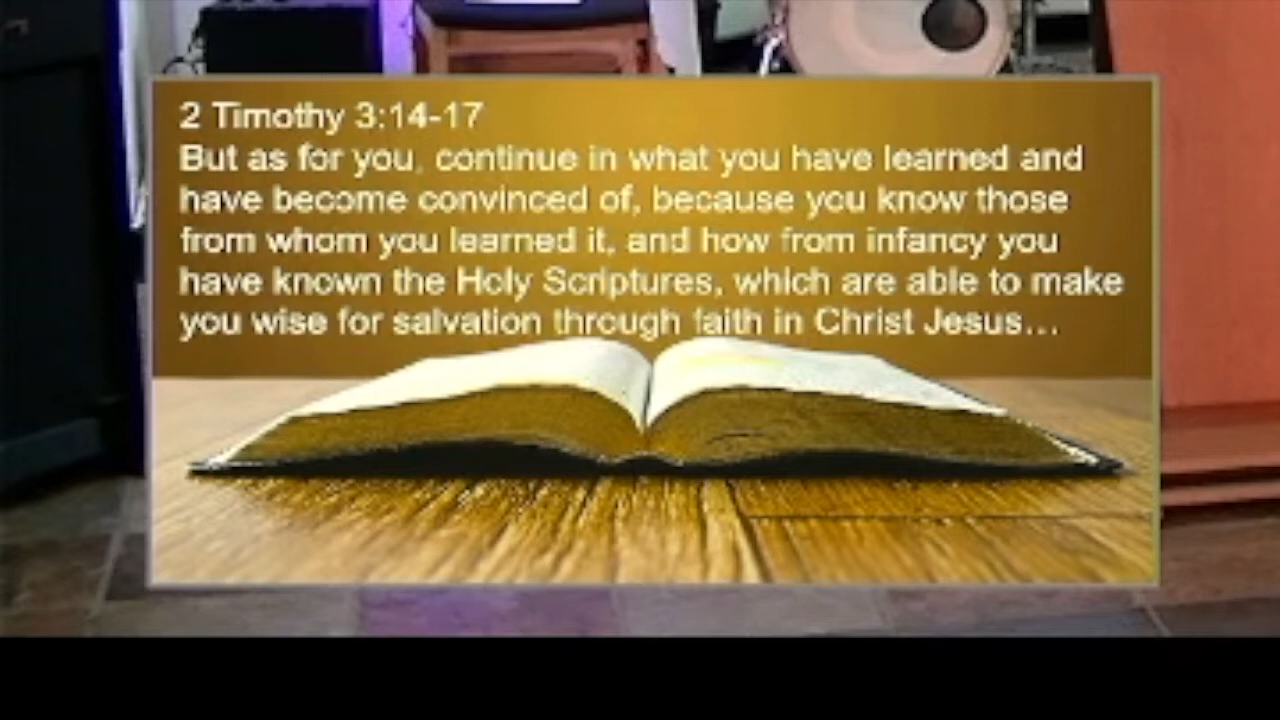 2 Timothy 3:14-17
But as for you, continue in what you have learned and
have become convinced of, because you know those
from whom you learned it, and how from infancy you
have known the Holy Scriptures, which are able to make
you wise for salvation through faith in Christ Jesus...